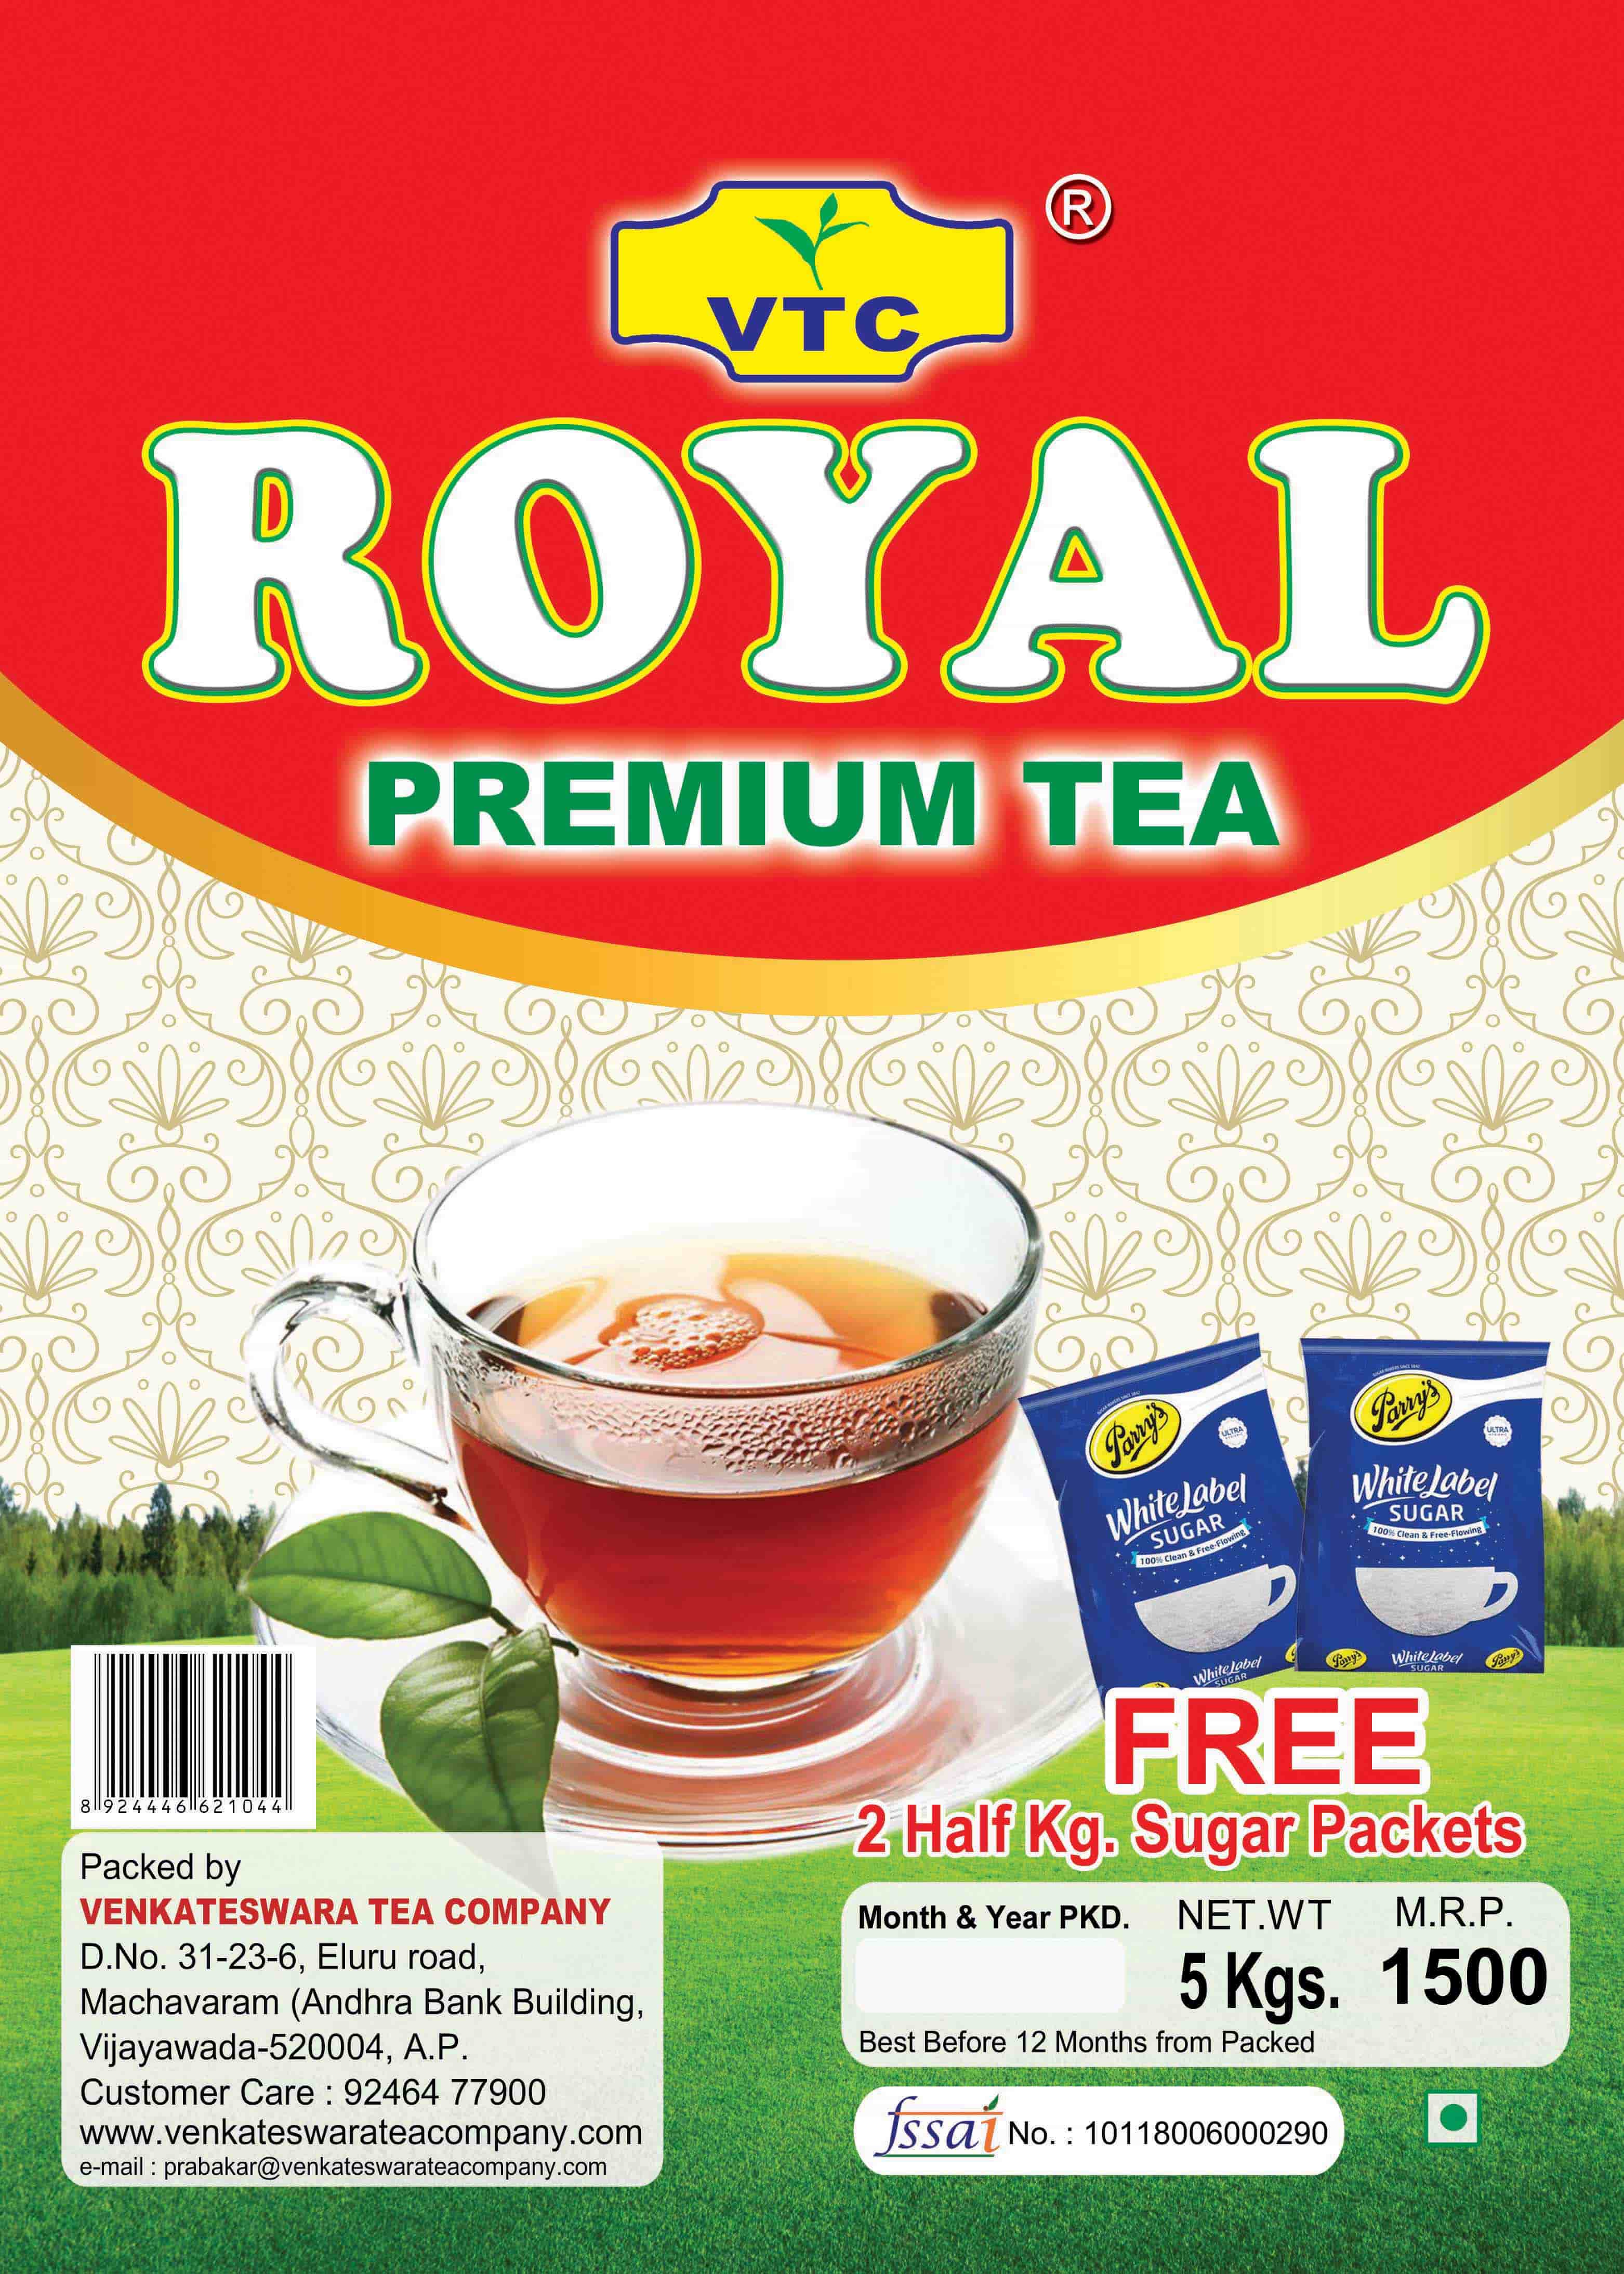 VTC
®
ROYAL
PREMIUM TEA
Parry's
ULTRA
White Label
SUGAR
100% Clean & Free-Flowing
White Label
SUGAR
Parry's
ULTRA
White Label
SUGAR
100% Clean & Free-Flowing
Parry's
White Label
SUGAR
Parry's
FREE
2 Half Kg. Sugar Packets
8 924446 621044
Packed by
VENKATESWARA TEA COMPANY
D.No. 31-23-6, Eluru road,
Machavaram (Andhra Bank Building,
Vijayawada-520004, A.P.
Customer Care : 92464 77900
www.venkateswarateacompany.com
e-mail : prabakar@venkateswarateacompany.com
Month & Year PKD. NET.WT M.R.P.
5 Kgs. 1500
Best Before 12 Months from Packed
fssai No. : 10118006000290